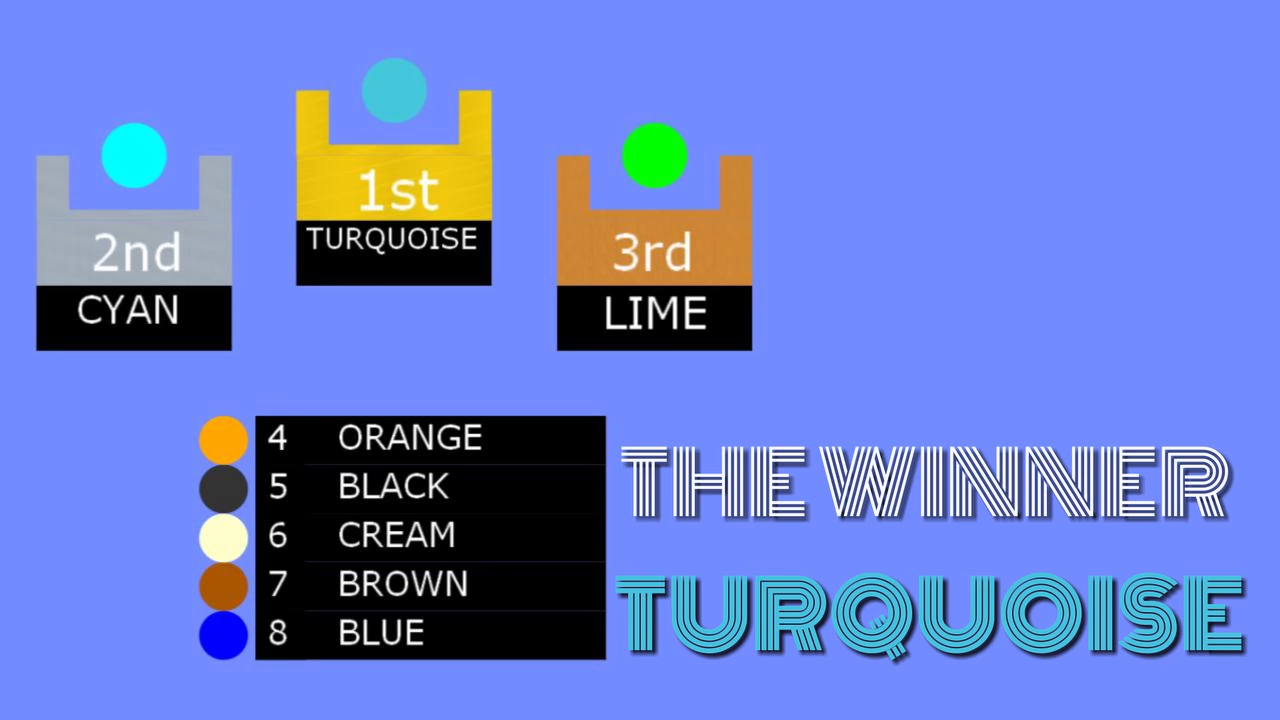 1st
TURQUOISE
2nd
CYAN
3rd
LIME
4 ORANGE
5 BLACK
6 CREAM
7 BROWN
8 BLUE
THE WINNER
TURQUOISE